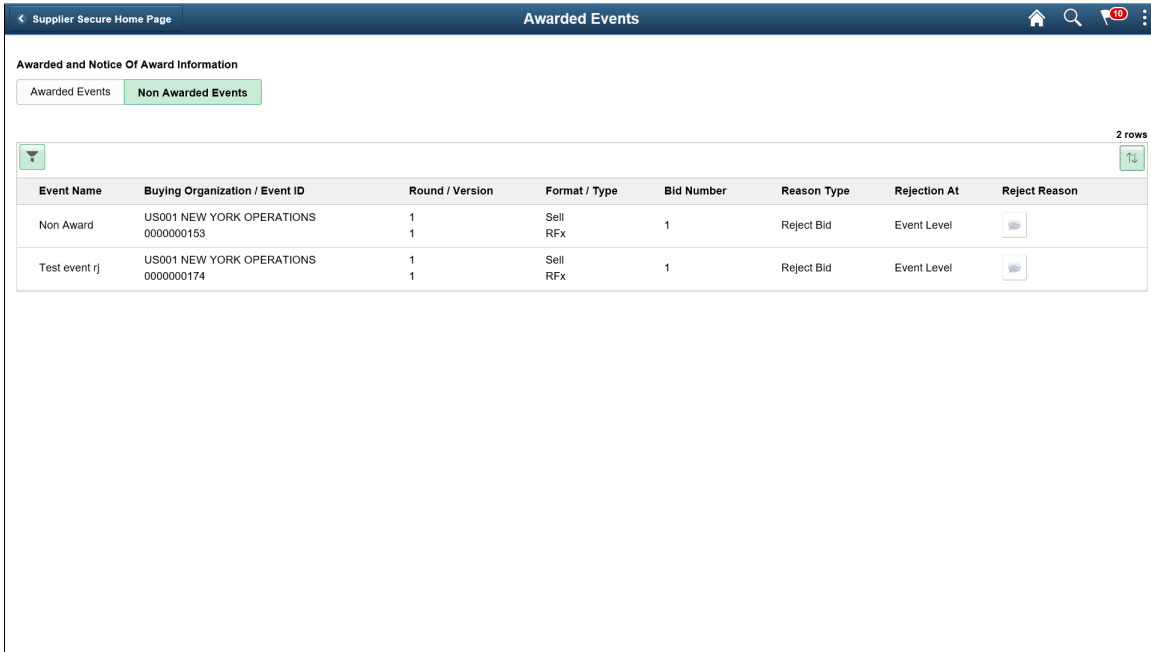 Supplier Secure Home Page
Awarded Events
10
Awarded and Notice Of Award Information
Awarded Events
Non Awarded Events
2 rows
Event Name Buying Organization / Event ID Round / Version Format / Type Bid Number Reason Type Rejection At Reject Reason
Non Award US001 NEW YORK OPERATIONS 1 Sell 1 Reject Bid Event Level
0000000153 1 RFx
Test event rj US001 NEW YORK OPERATIONS 1 Sell 1 Reject Bid Event Level
0000000174 1 RFx